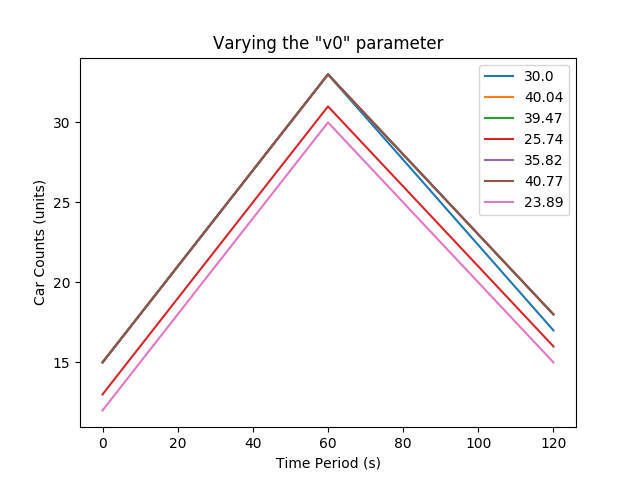 Varying the "v0" parameter
30.0
40.04
39.47
25.74
35.82
40.77
23.89
Car Counts (units)
30
25
20
15
0 20 40 60 80 100 120
Time Period (s)